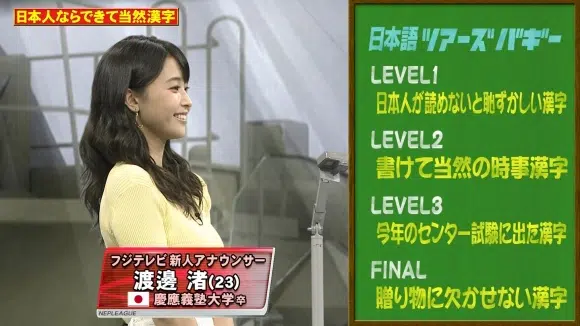 日本人ならできて当然漢字
フジテレビ 新人アナウンサー
渡邊 渚(23)
慶應義塾大学卒
NEPLEAGUE
日本語ツアーズバギー
LEVEL1
日本人が読めないと恥ずかしい漢字
LEVEL2
書けて当然の時事漢字
LEVEL3
今年のセンター試験に出た漢字
FINAL
贈り物に欠かせない漢字